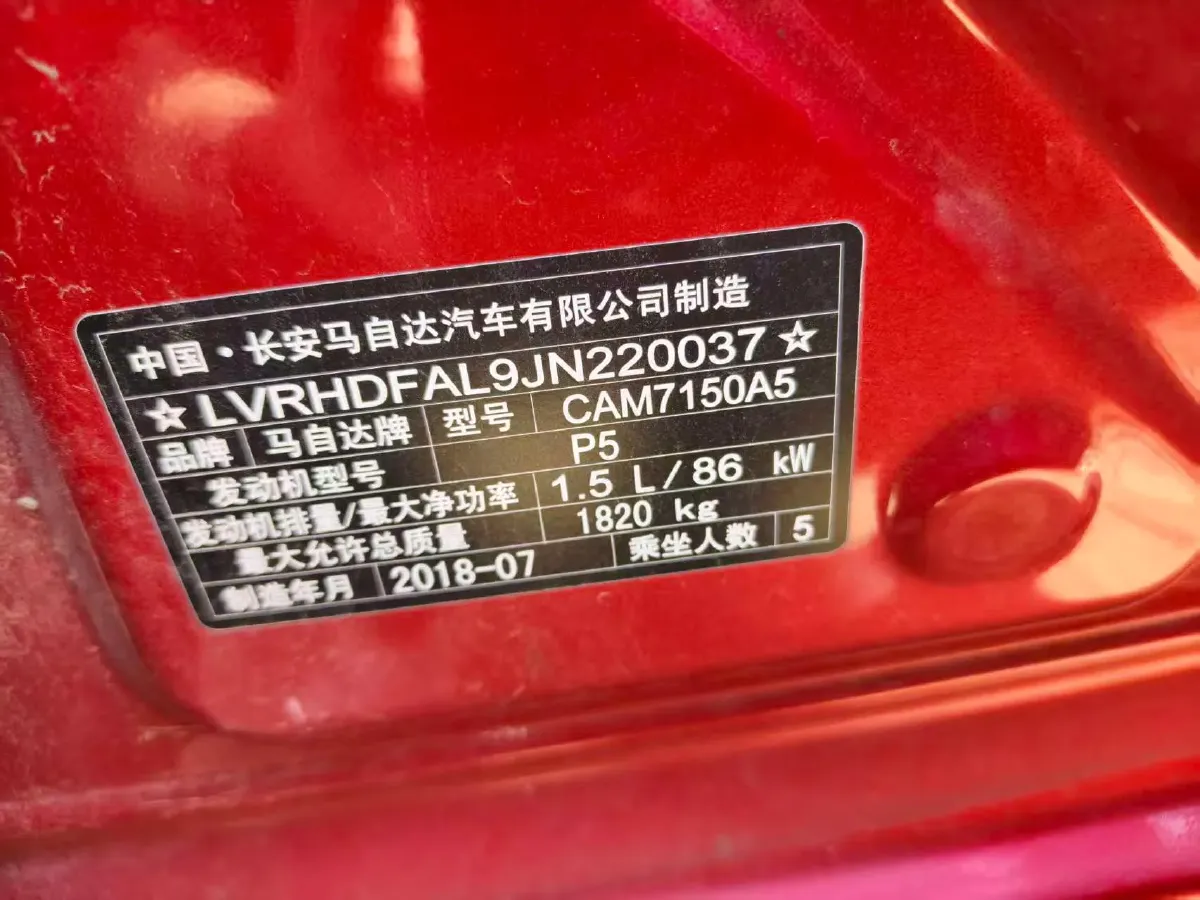 中国·长安马自达汽车有限公司制造
☆LVRHDFAL9JN220037☆
品牌 马自达牌 型号 CAM7150A5
发动机型号 P5
发动机排量/最大净功率 1.5 L/86 kW
最大允许总质量 1820 kg
制造年月 2018-07 乘坐人数 5